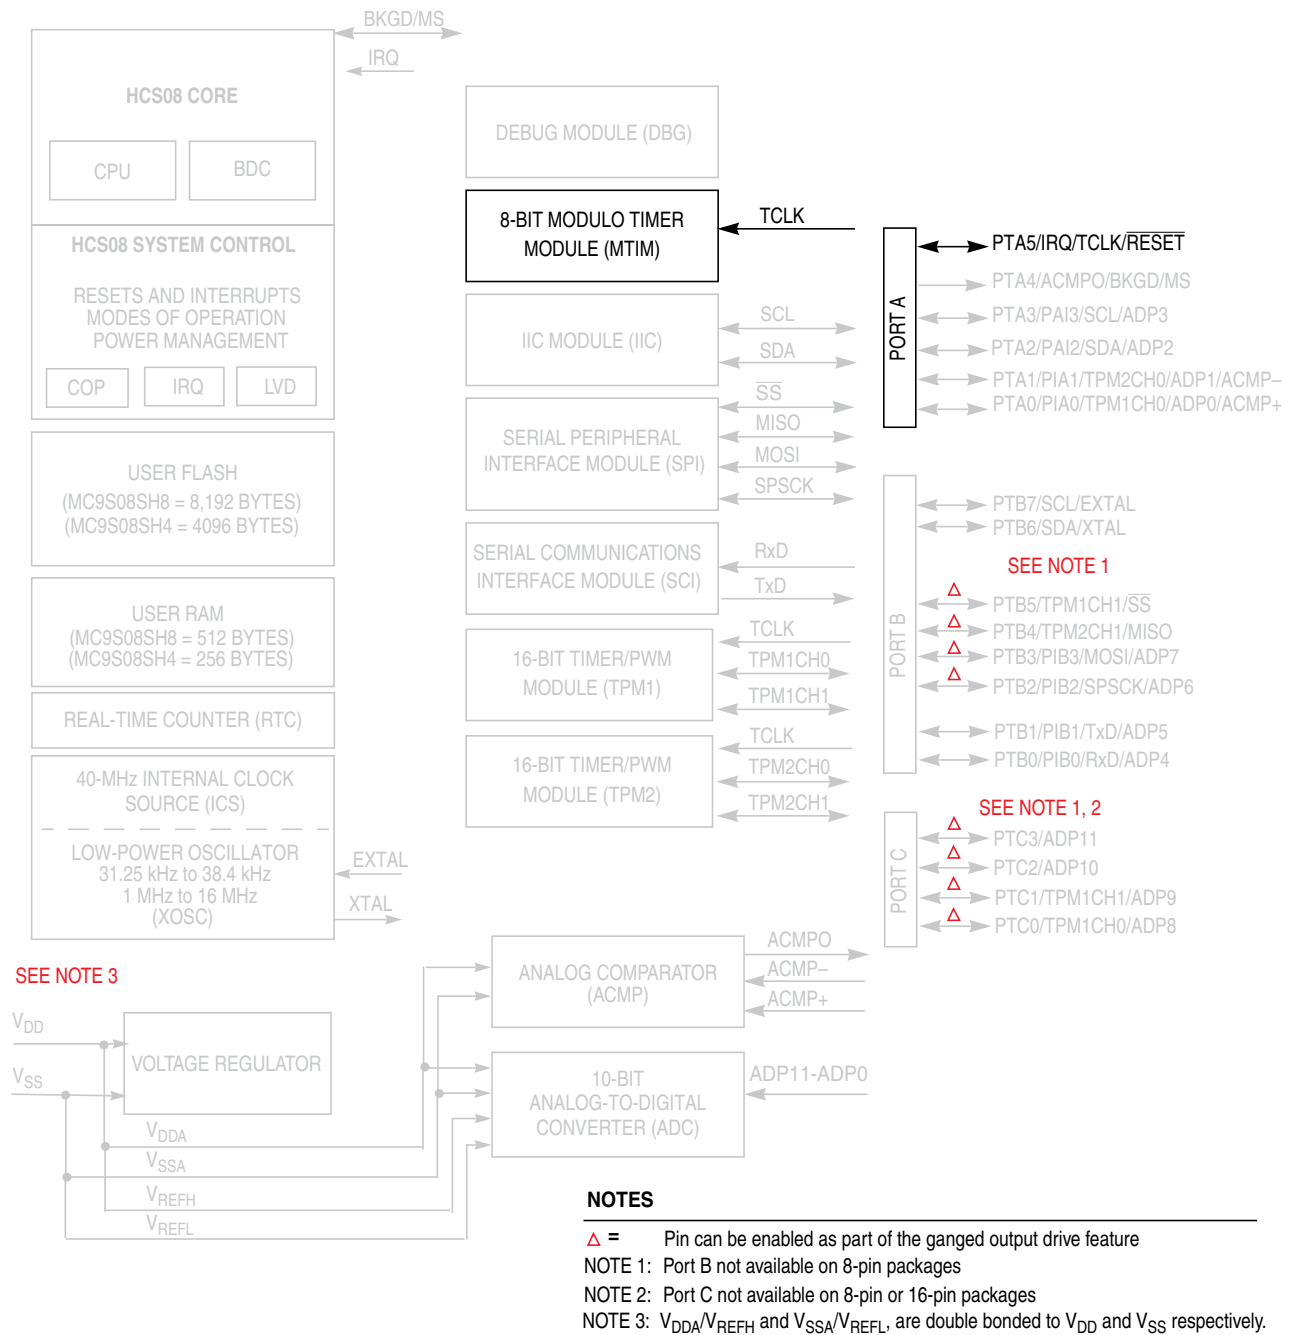 BKGD/MS
IRQ
HCS08 CORE
CPU
BDC
HCS08 SYSTEM CONTROL
RESETS AND INTERRUPTS
MODES OF OPERATION
POWER MANAGEMENT
COP
IRQ
LVD
USER FLASH
(MC9S08SH8 = 8,192 BYTES)
(MC9S08SH4 = 4096 BYTES)
USER RAM
(MC9S08SH8 = 512 BYTES)
(MC9S08SH4 = 256 BYTES)
REAL-TIME COUNTER (RTC)
40-MHz INTERNAL CLOCK
SOURCE (ICS)
LOW-POWER OSCILLATOR
31.25 kHz to 38.4 kHz
1 MHz to 16 MHz
(XOSC)
EXTAL
XTAL
SEE NOTE 3
VDD
VSS
VOLTAGE REGULATOR
VDDA
VSSA
VREFH
VREFL
DEBUG MODULE (DBG)
8-BIT MODULO TIMER
MODULE (MTIM)
TCLK
IIC MODULE (IIC)
SCL
SDA
SERIAL PERIPHERAL
INTERFACE MODULE (SPI)
SS
MISO
MOSI
SPSCK
SERIAL COMMUNICATIONS
INTERFACE MODULE (SCI)
RxD
TxD
16-BIT TIMER/PWM
MODULE (TPM1)
TCLK
TPM1CH0
TPM1CH1
16-BIT TIMER/PWM
MODULE (TPM2)
TCLK
TPM2CH0
TPM2CH1
ANALOG COMPARATOR
(ACMP)
ACMPO
ACMP–
ACMP+
10-BIT
ANALOG-TO-DIGITAL
CONVERTER (ADC)
ADP11-ADP0
PORT A
PTA5/IRQ/TCLK/RESET
PTA4/ACMPO/BKGD/MS
PTA3/PAI3/SCL/ADP3
PTA2/PAI2/SDA/ADP2
PTA1/PIA1/TPM2CH0/ADP1/ACMP–
PTA0/PIA0/TPM1CH0/ADP0/ACMP+
PORT B
PTB7/SCL/EXTAL
PTB6/SDA/XTAL
SEE NOTE 1
Δ
PTB5/TPM1CH1/SS
Δ
PTB4/TPM2CH1/MISO
Δ
PTB3/PIB3/MOSI/ADP7
Δ
PTB2/PIB2/SPSCK/ADP6
PTB1/PIB1/TxD/ADP5
PTB0/PIB0/RxD/ADP4
SEE NOTE 1, 2
PORT C
Δ
PTC3/ADP11
Δ
PTC2/ADP10
Δ
PTC1/TPM1CH1/ADP9
Δ
PTC0/TPM1CH0/ADP8
NOTES
Δ = Pin can be enabled as part of the ganged output drive feature
NOTE 1: Port B not available on 8-pin packages
NOTE 2: Port C not available on 8-pin or 16-pin packages
NOTE 3: VDDA/VREFH and VSSA/VREFL, are double bonded to VDD and VSS respectively.